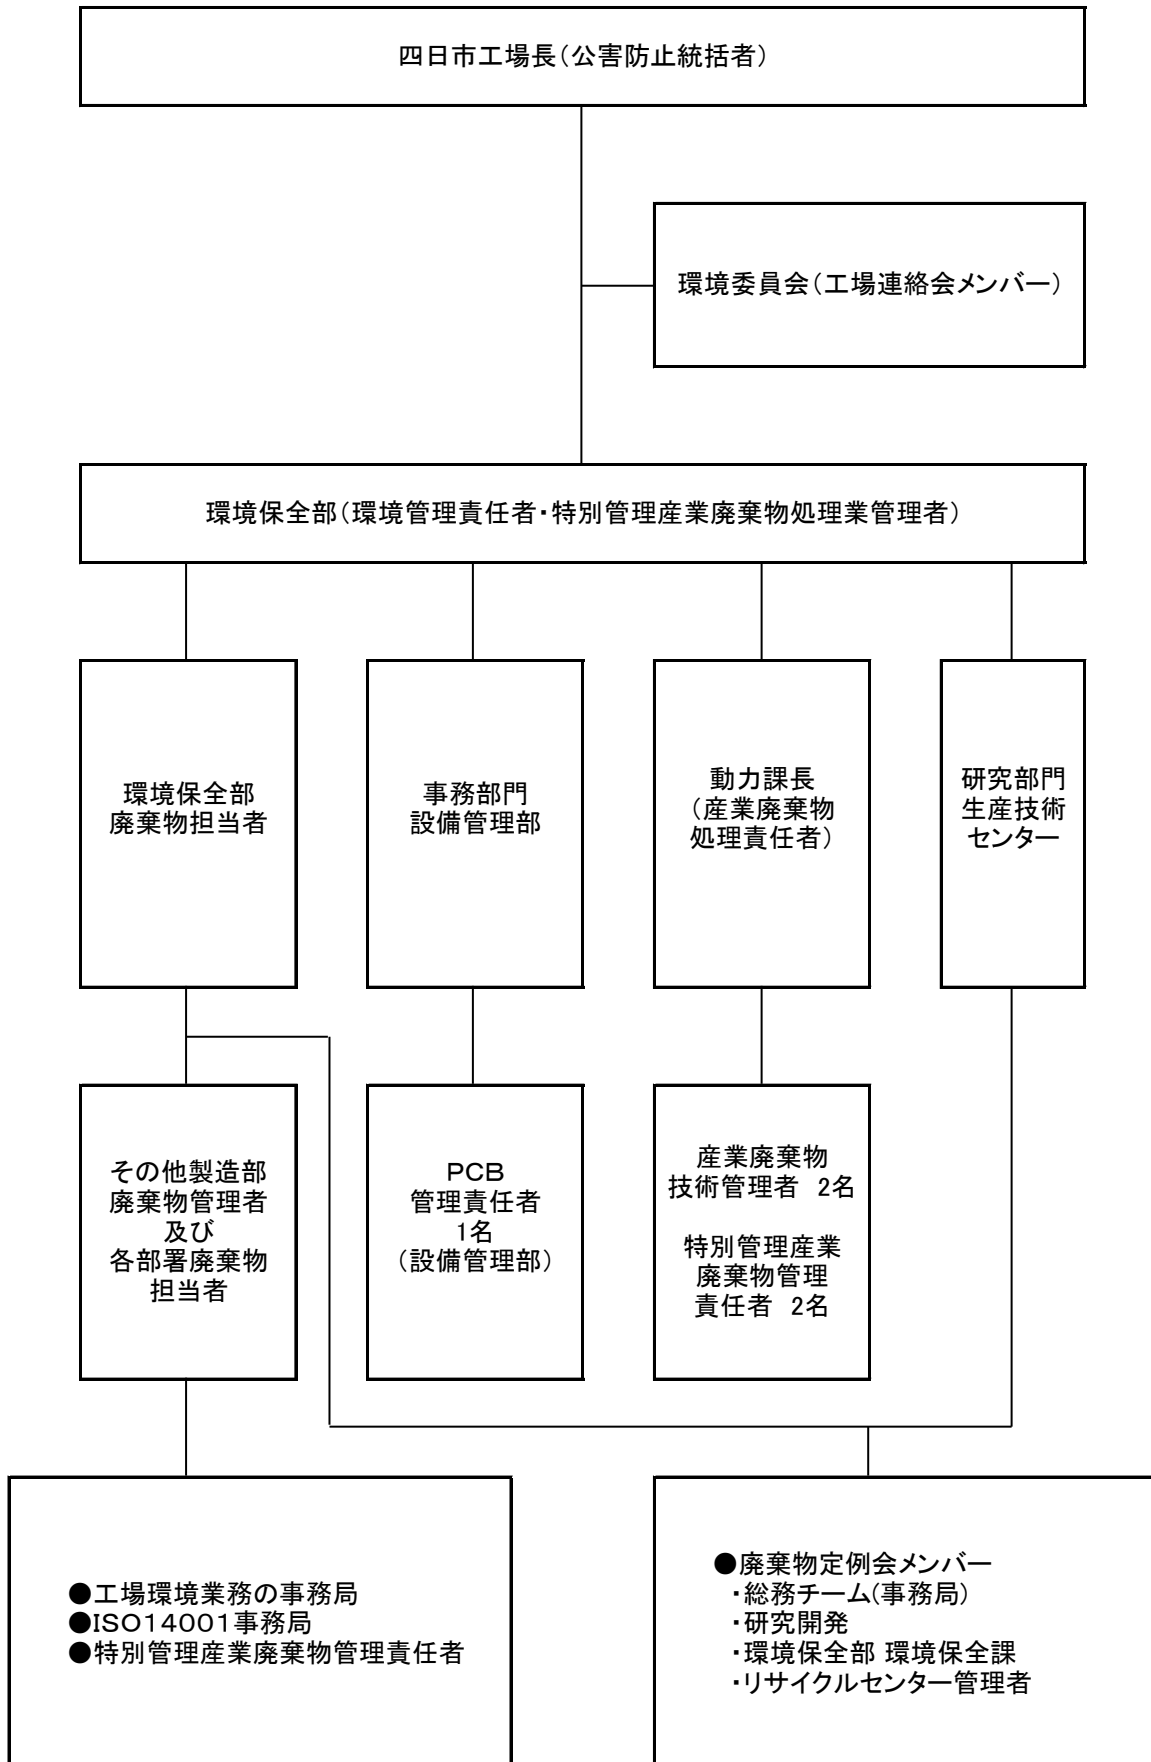 四日市工場長（公害防止統括者）
環境委員会（工場連絡会メンバー）
環境保全部（環境管理責任者・特別管理産業廃棄物処理業管理者）
環境保全部
廃棄物担当者
事務部門
設備管理部
動力課長
（産業廃棄物
処理責任者）
研究部門
生産技術
センター
その他製造部
廃棄物管理者
及び
各部署廃棄物
担当者
ＰＣＢ
管理責任者
1名
（設備管理部）
産業廃棄物
技術管理者　2名
特別管理産業
廃棄物管理
責任者　2名
●工場環境業務の事務局
●ISO14001事務局
●特別管理産業廃棄物管理責任者
●廃棄物定例会メンバー
・総務チーム(事務局)
・研究開発
・環境保全部 環境保全課
・リサイクルセンター管理者